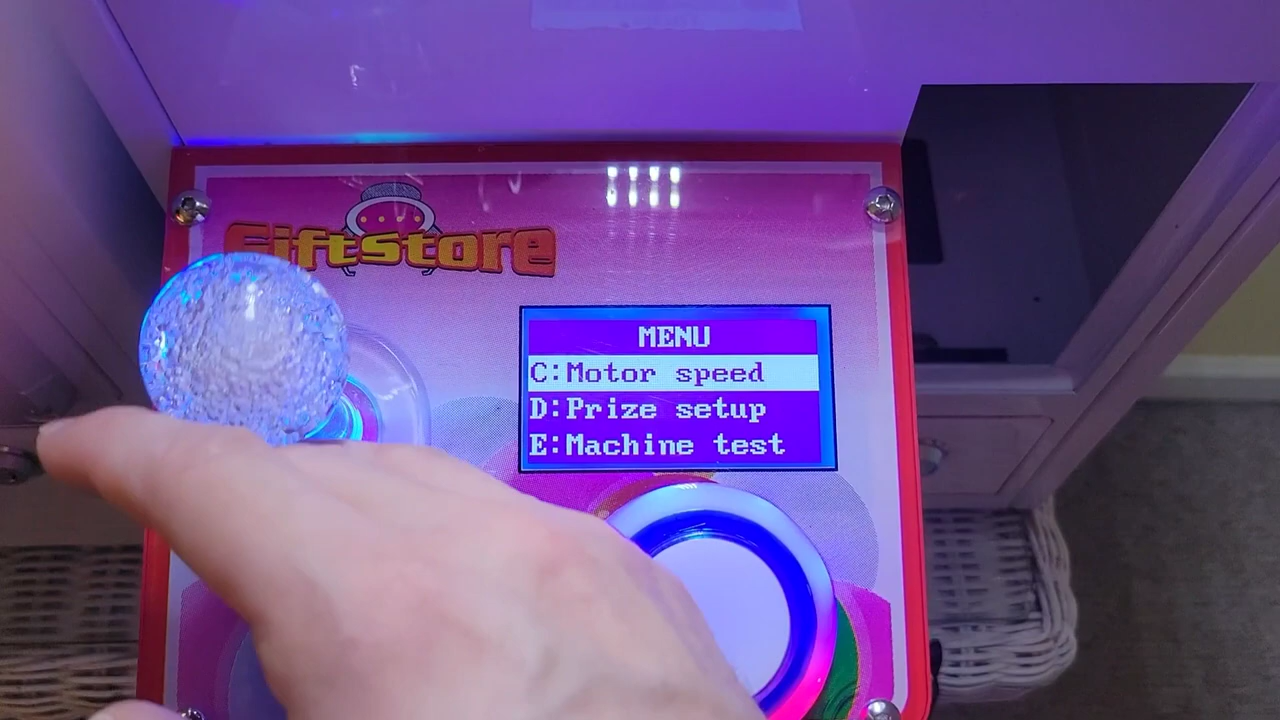 Giftstore
MENU
C:Motor speed
D:Prize setup
E:Machine test